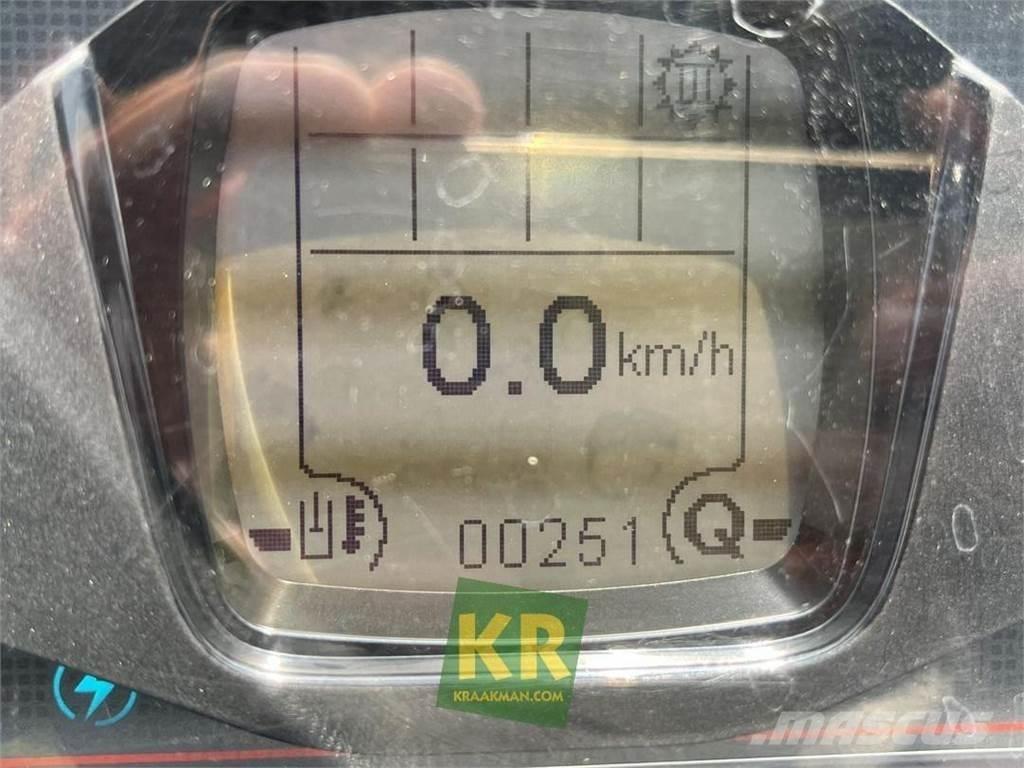 0.0 km/h
00251 Q
KR
KRAAKMAN.COM
MASCUS